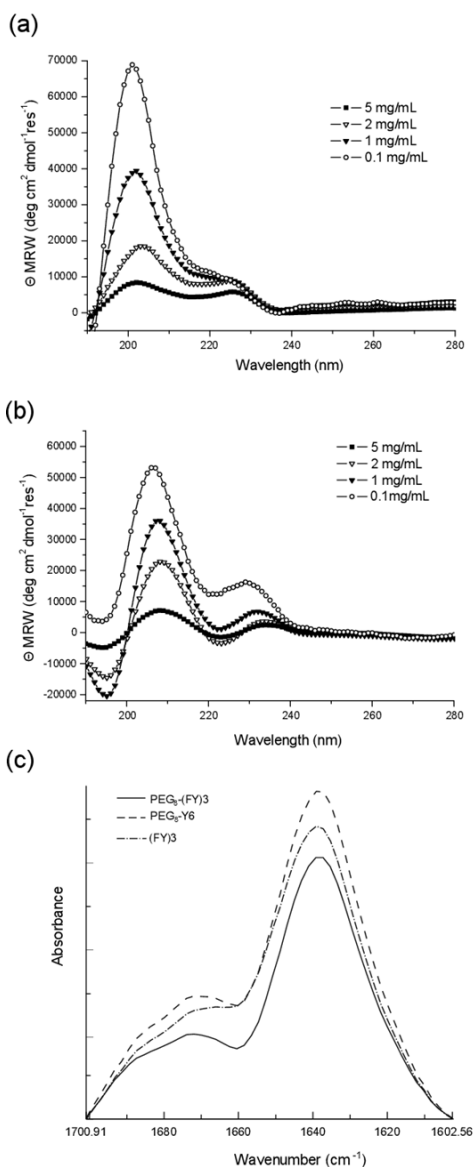 (a)
Θ MRW (deg cm² dmol⁻¹res⁻¹)
70000
60000
50000
40000
30000
20000
10000
0
5 mg/mL
2 mg/mL
1 mg/mL
0.1 mg/mL
200 220 240 260 280
Wavelength (nm)
(b)
Θ MRW (deg cm² dmol⁻¹res⁻¹)
60000
50000
40000
30000
20000
10000
0
-10000
-20000
5 mg/mL
2 mg/mL
1 mg/mL
0.1mg/mL
200 220 240 260 280
Wavelength (nm)
(c)
PEG₈-(FY)3
PEG₈-Y6
(FY)3
Absorbance
1700.91 1680 1660 1640 1620 1602.56
Wavenumber (cm⁻¹)